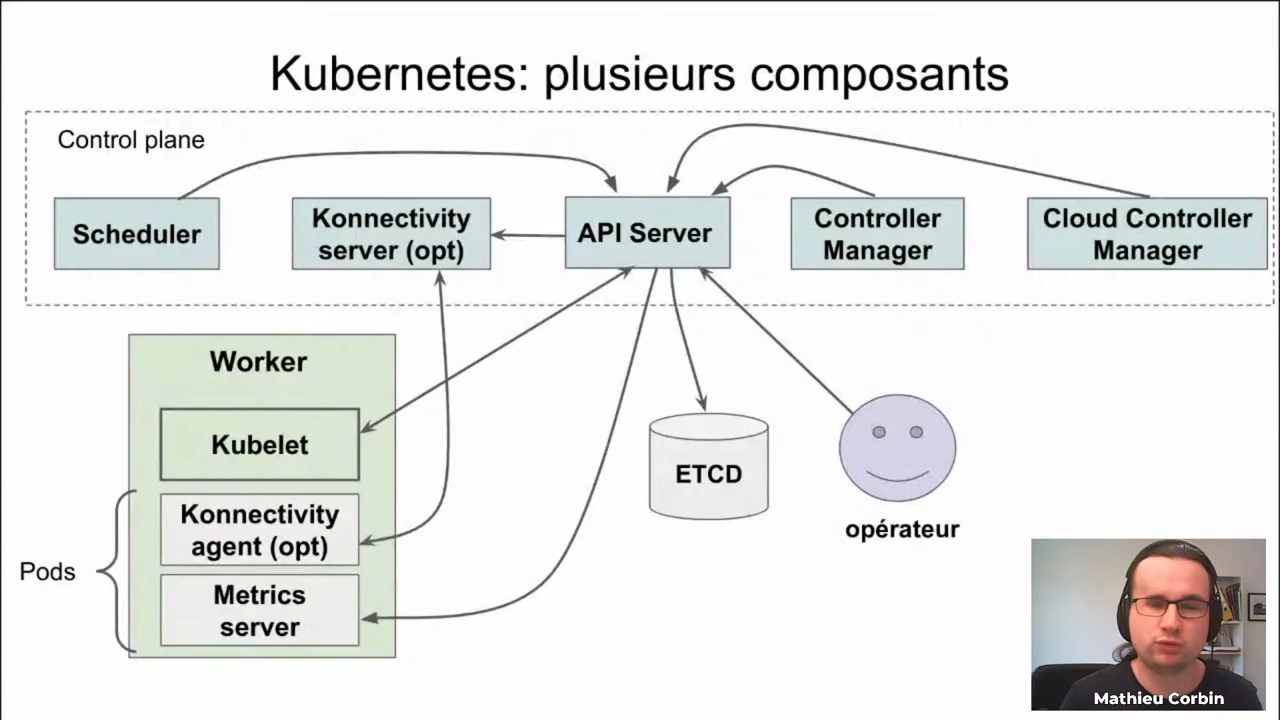 Kubernetes: plusieurs composants
Control plane
Scheduler
Konnectivity
server (opt)
API Server
Controller
Manager
Cloud Controller
Manager
Worker
Kubelet
Konnectivity
agent (opt)
Metrics
server
Pods
ETCD
opérateur
Mathieu Corbin